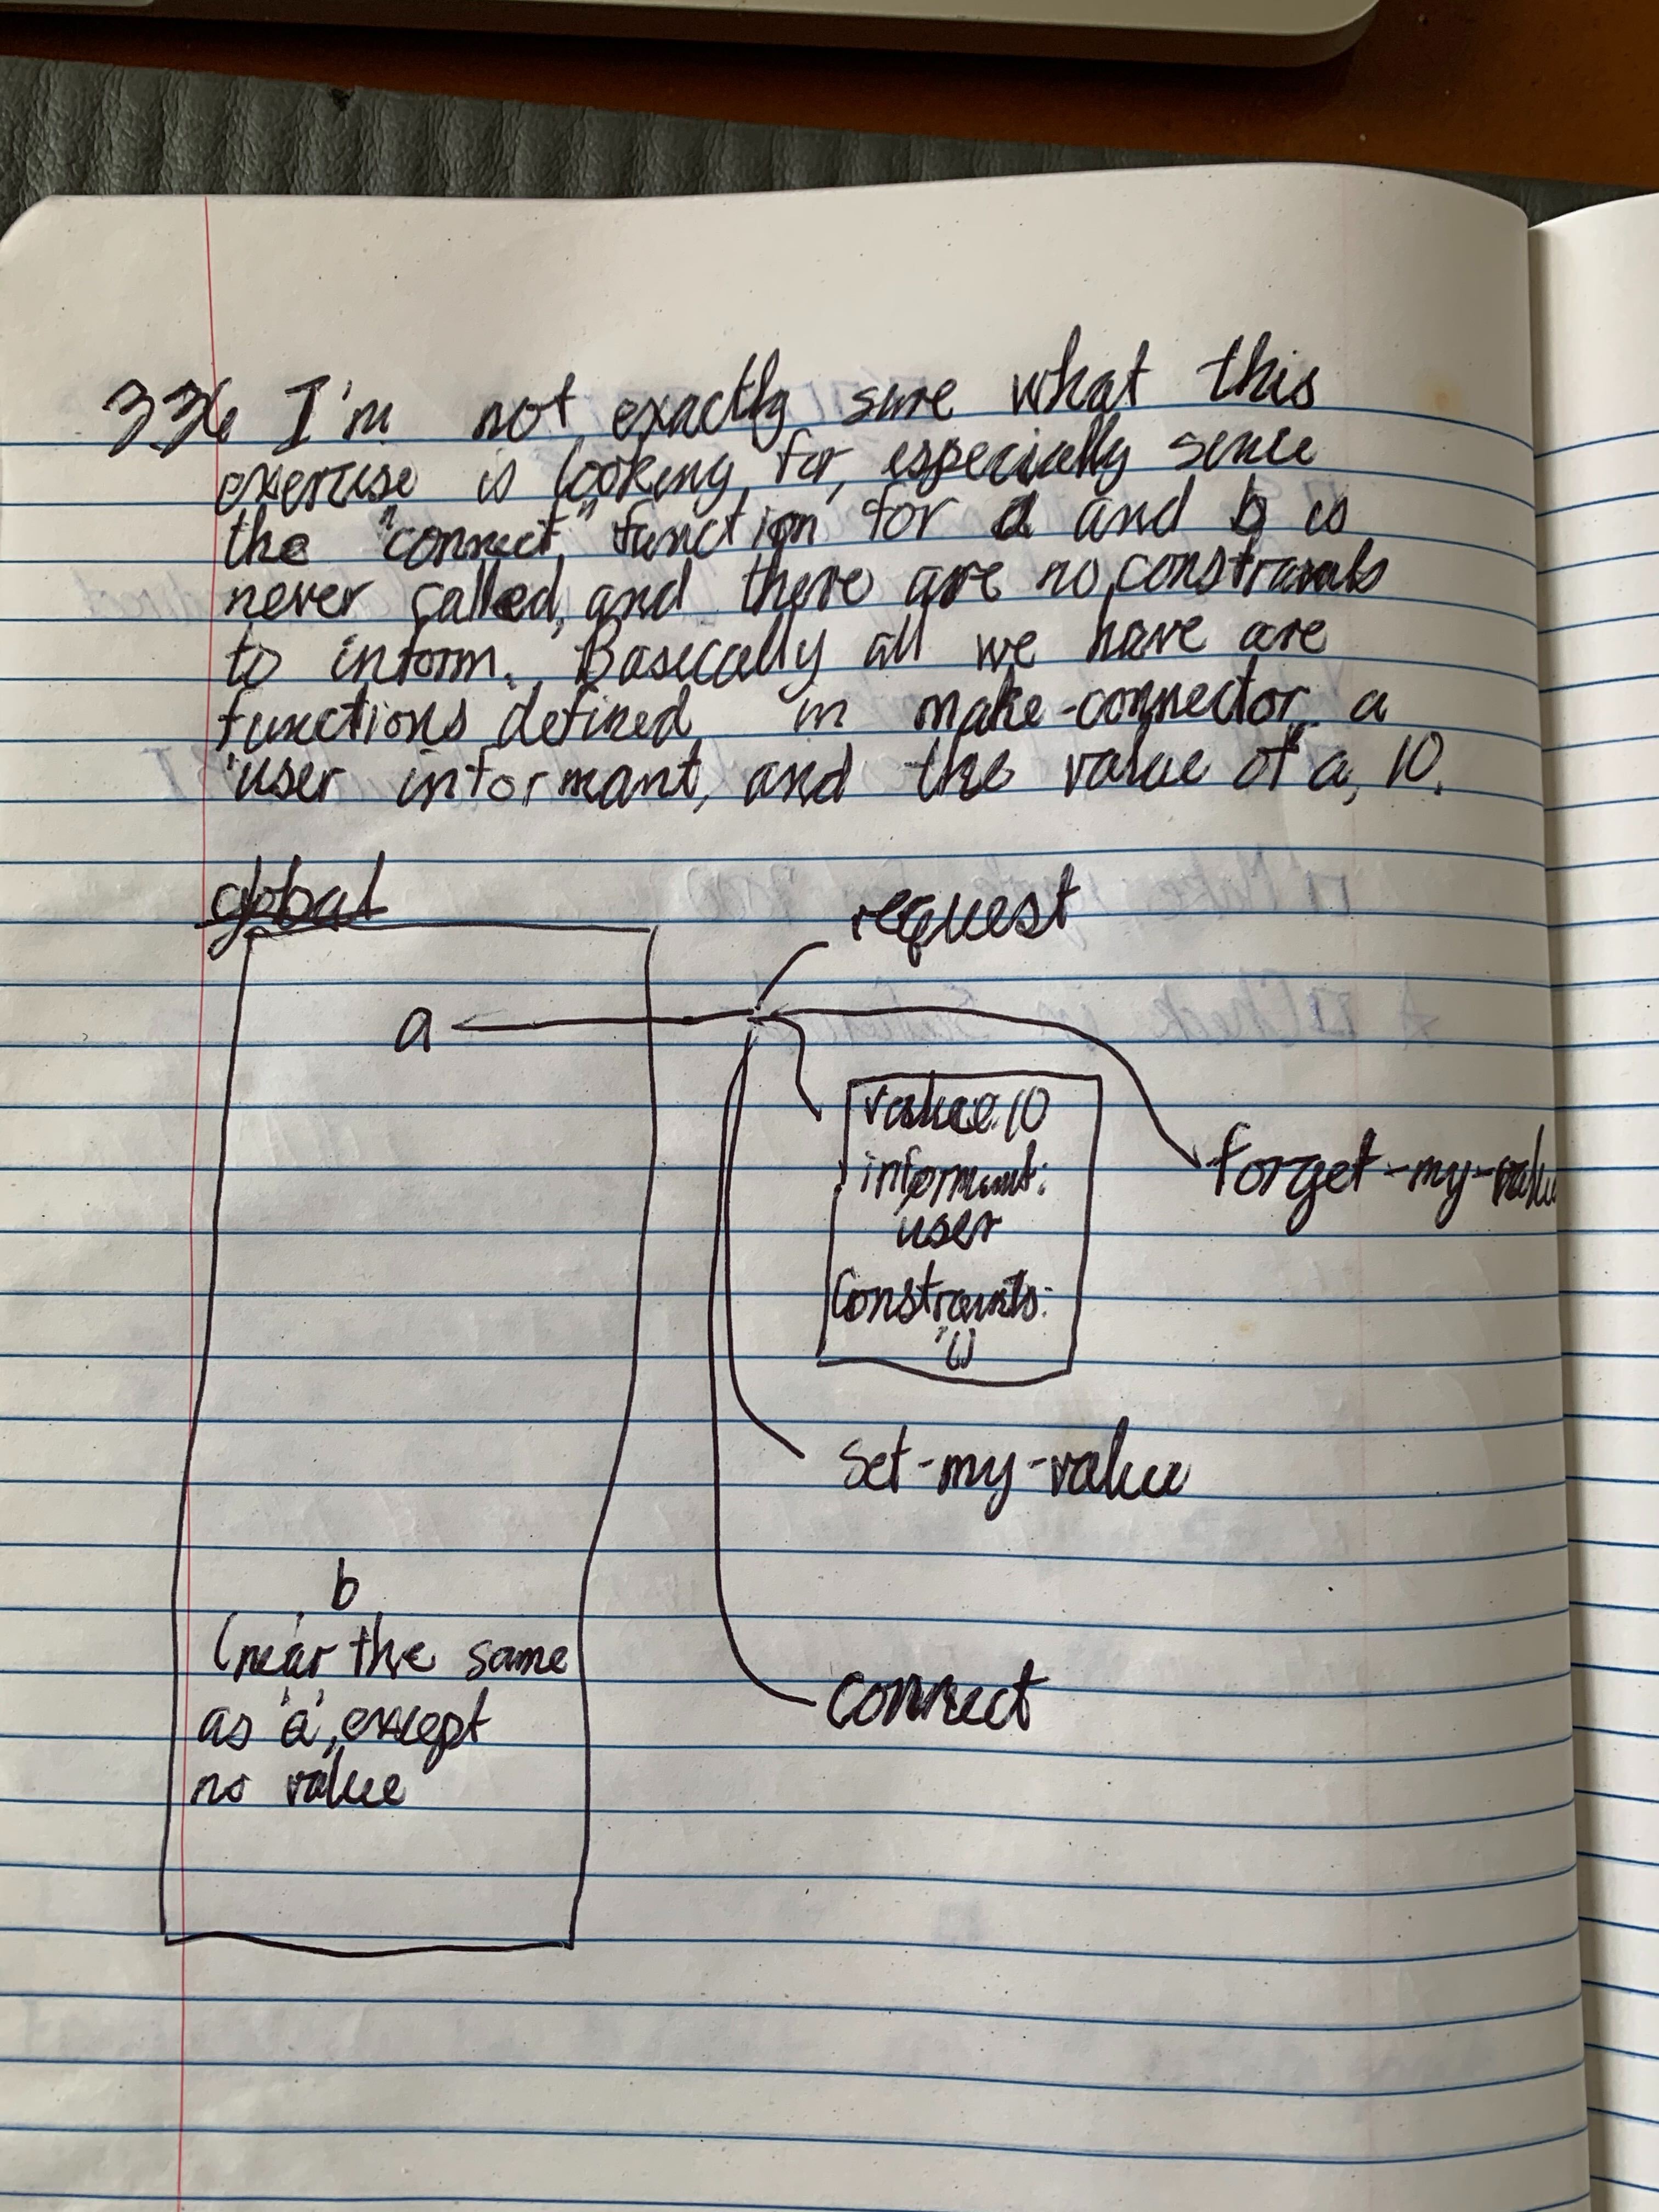 3.36 I'm not exactly sure what this
exercise is looking for, especially since
the "connect" function for a and b is
never called, and there are no constraints
to inform. Basically all we have are
functions defined in make-connector, a
'user informant, and the value of a, 10.
global
request
a
value: 10
informant:
user
constraints:
'()
forget-my-value
set-my-value
b
(near the same
as 'a', except
no value
connect